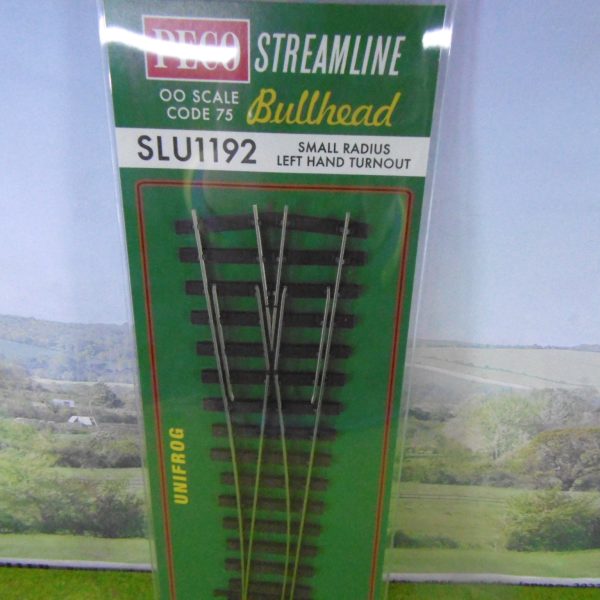 PECO STREAMLINE
OO SCALE
CODE 75
Bullhead
SLU1192
SMALL RADIUS
LEFT HAND TURNOUT
UNIFROG